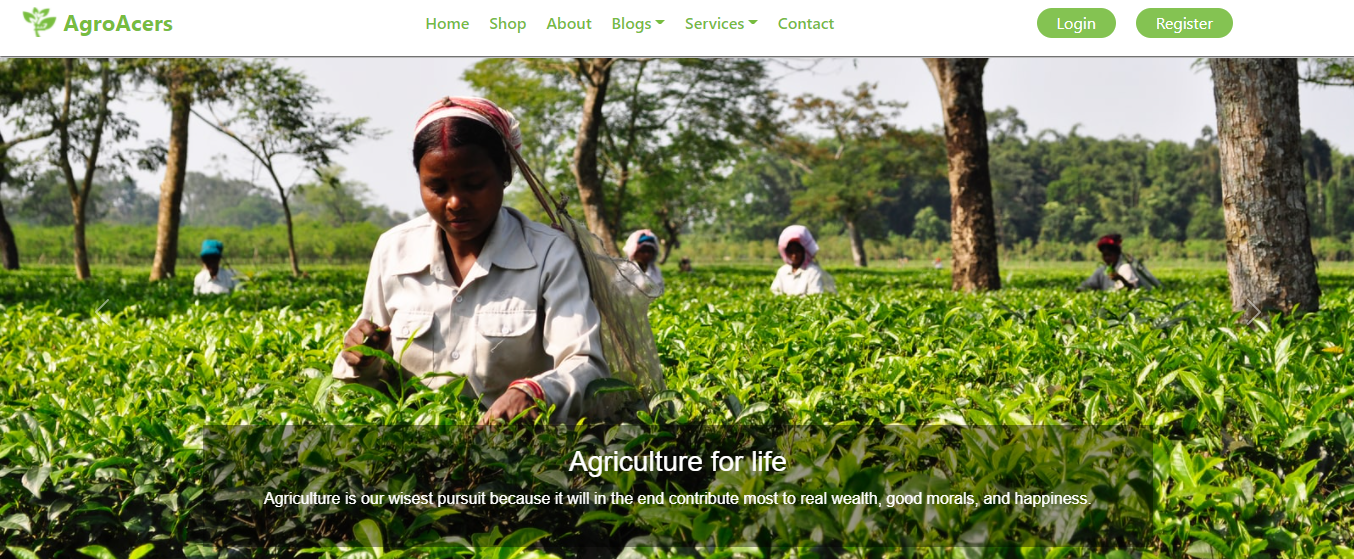 AgroAcers
Home Shop About Blogs Services Contact
Login Register
Agriculture for life
Agriculture is our wisest pursuit because it will in the end contribute most to real wealth, good morals, and happiness.